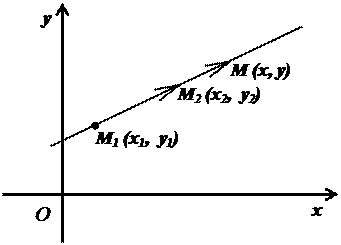 y
M (x, y)
M₂ (x₂, y₂)
M₁ (x₁, y₁)
O
x